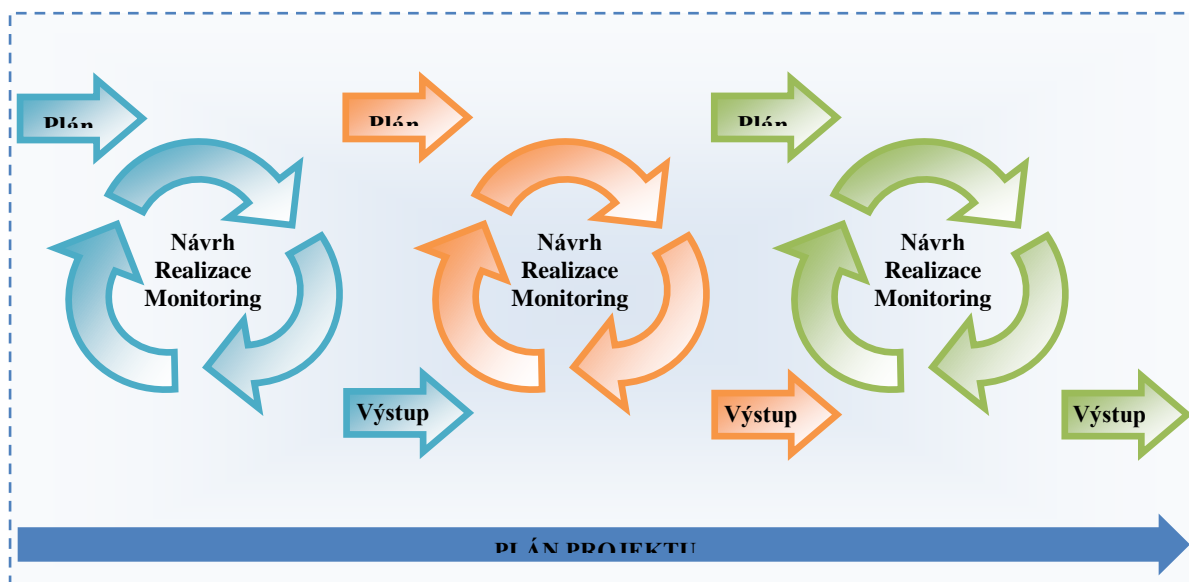 Plán
Plán
Plán
Návrh
Realizace
Monitoring
Návrh
Realizace
Monitoring
Návrh
Realizace
Monitoring
Výstup
Výstup
Výstup
PLÁN PROJEKTU